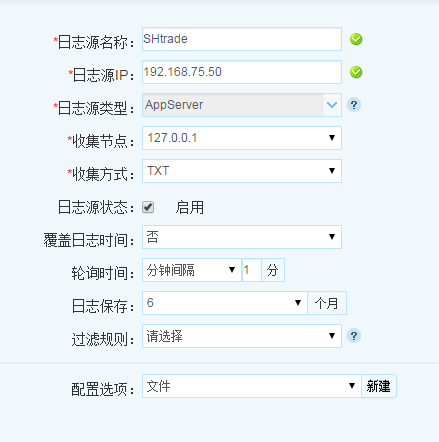 *日志源名称： SHtrade
*日志源IP： 192.168.75.50
*日志源类型： AppServer ?
*收集节点： 127.0.0.1
*收集方式： TXT
日志源状态： 启用
覆盖日志时间： 否
轮询时间： 分钟间隔 1 分
日志保存： 6 个月
过滤规则： 请选择 ?
配置选项： 文件 新建